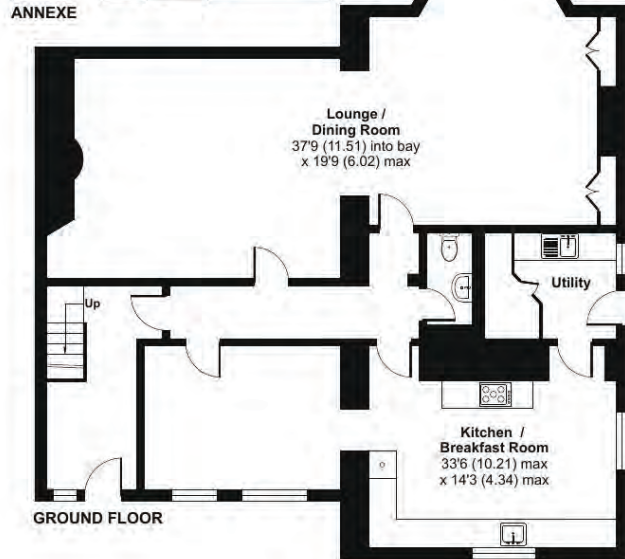 ANNEXE
Lounge /
Dining Room
37'9 (11.51) into bay
x 19'9 (6.02) max
Up
Utility
Kitchen /
Breakfast Room
33'6 (10.21) max
x 14'3 (4.34) max
GROUND FLOOR